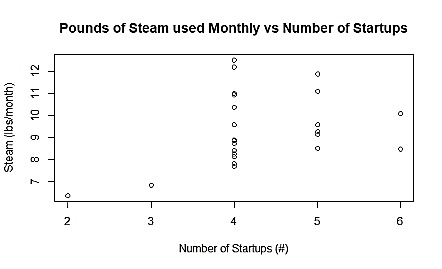 Pounds of Steam used Monthly vs Number of Startups
Steam (lbs/month)
12
11
10
9
8
7
2 3 4 5 6
Number of Startups (#)